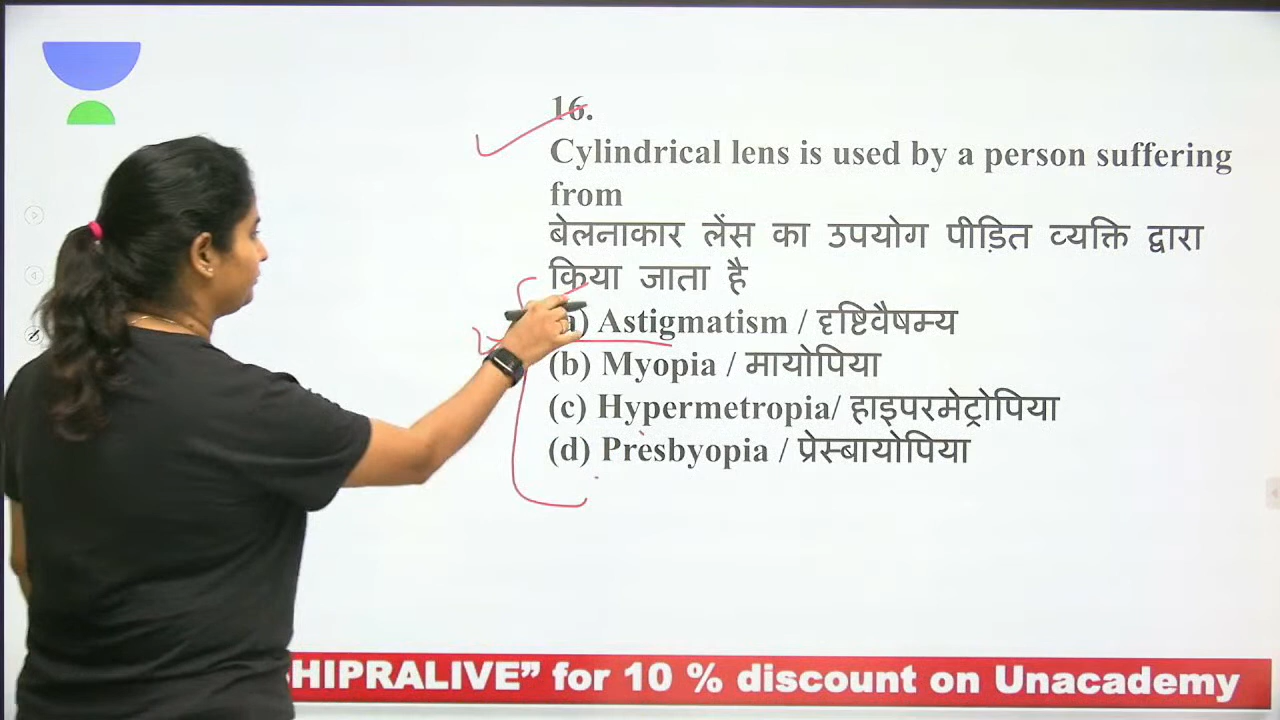 16.
Cylindrical lens is used by a person suffering
from
बेलनाकार लेंस का उपयोग पीड़ित व्यक्ति द्वारा
किया जाता है
a) Astigmatism / दृष्टिवैषम्य
(b) Myopia / मायोपिया
(c) Hypermetropia/ हाइपरमेट्रोपिया
(d) Presbyopia / प्रेस्बायोपिया
HIPRALIVE” for 10 % discount on Unacademy